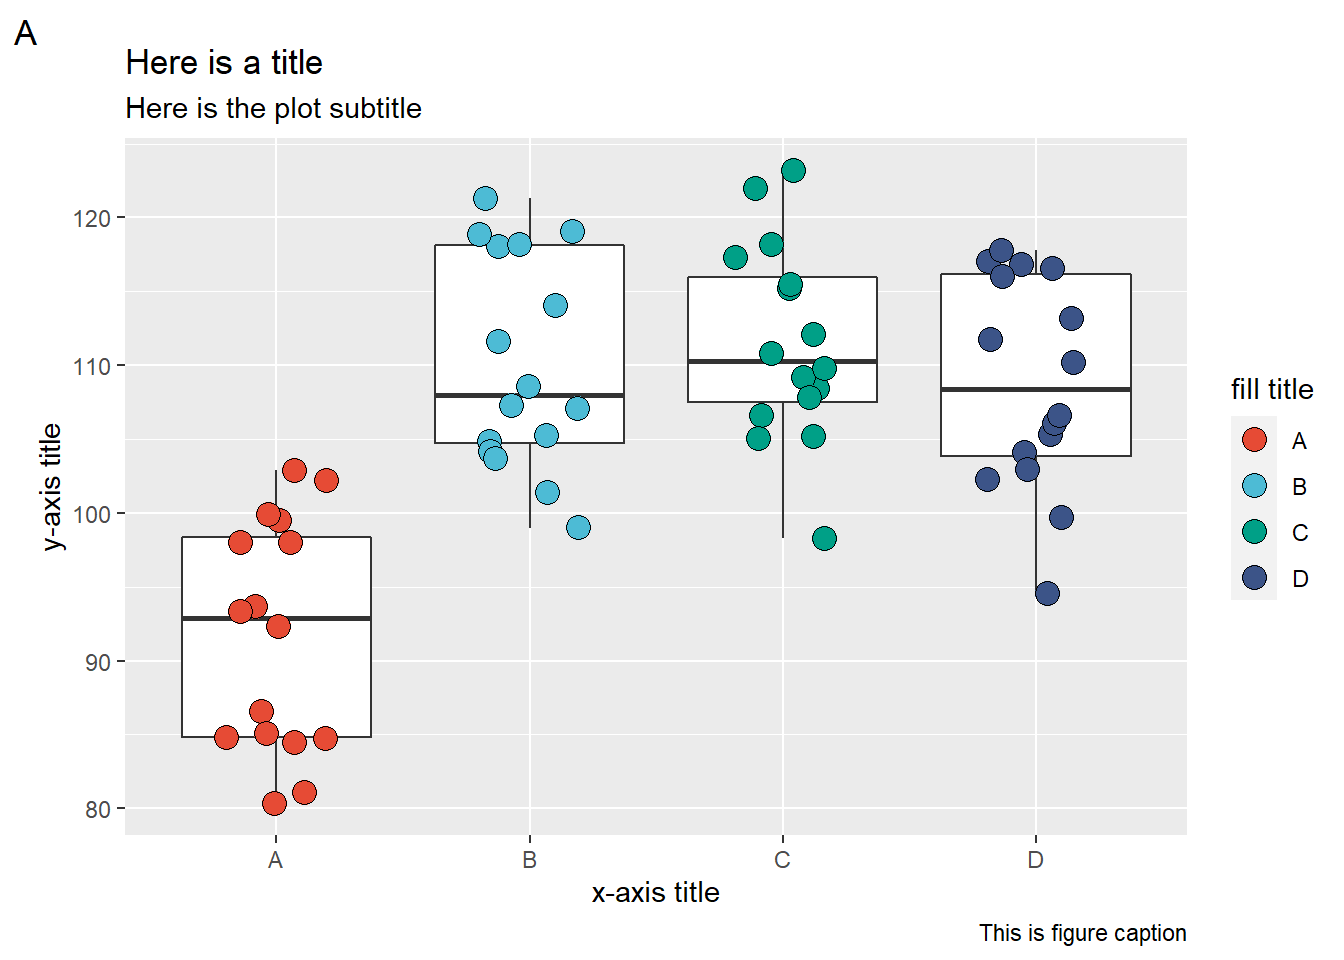 A
Here is a title
Here is the plot subtitle
y-axis title
120
110
100
90
80
A B C D
x-axis title
fill title
A
B
C
D
This is figure caption